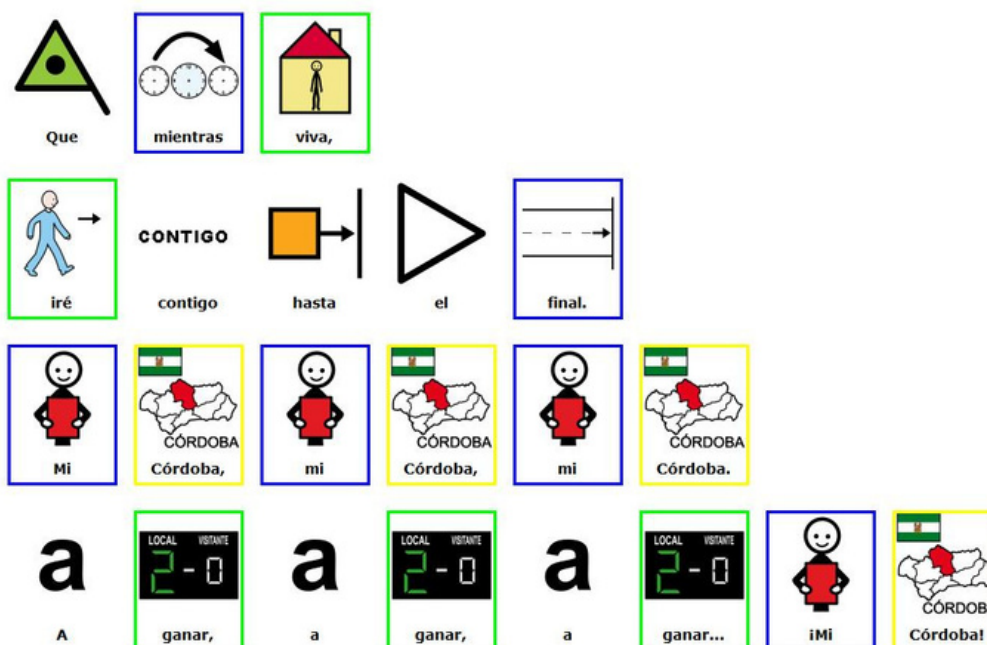 Que mientras viva,
CONTIGO
iré contigo hasta el final.
CÓRDOBA CÓRDOBA CÓRDOBA
Mi Córdoba, mi Córdoba, mi Córdoba.
a LOCAL VISITANTE 2-0 a LOCAL VISITANTE 2-0 a LOCAL VISITANTE 2-0 CÓRDOB
A ganar, a ganar, a ganar... ¡Mi Córdoba!